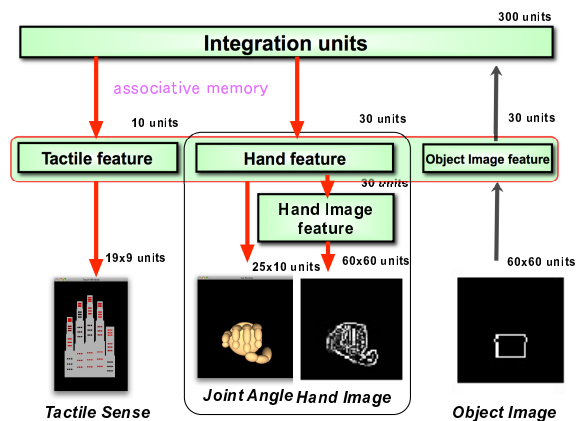 300 units
Integration units
associative memory
10 units
30 units
30 units
Tactile feature
Hand feature
Object Image feature
30 units
Hand Image
feature
19x9 units
25x10 units
60x60 units
60x60 units
Joint Angle
Hand Image
Tactile Sense
Object Image